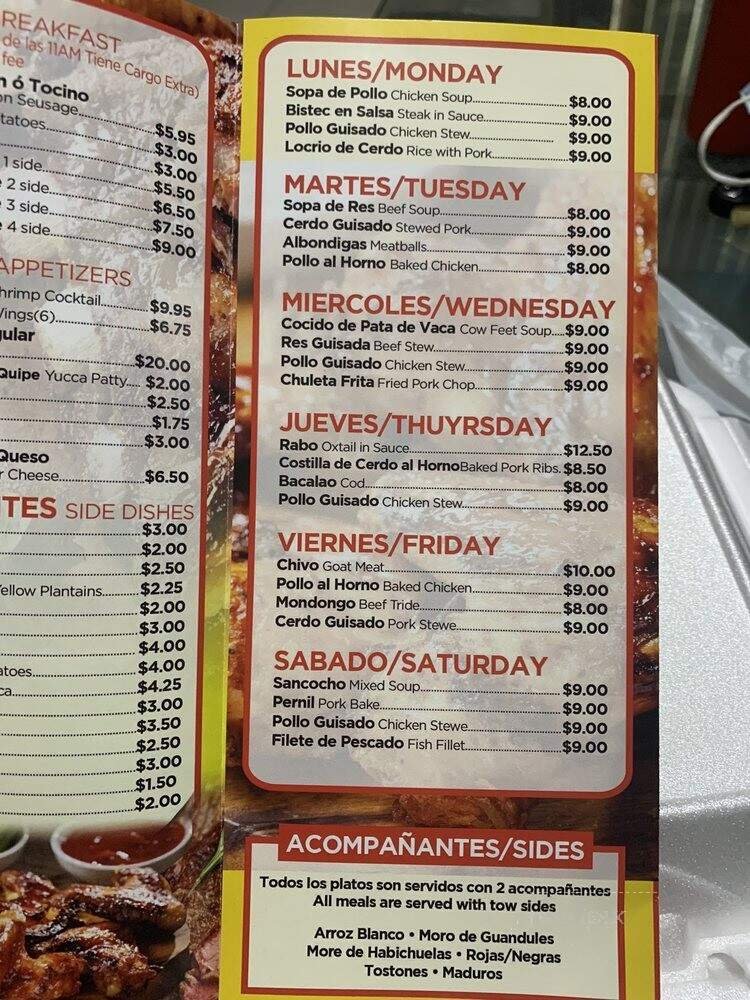 REAKFAST
de las 11AM Tiene Cargo Extra)
fee
ó Tocino
on Seusage $5.95
tatoes $3.00
$3.00
1 side $5.50
2 side $6.50
3 side $7.50
4 side $9.00
APPETIZERS
hrimp Cocktail $9.95
Wings(6) $6.75
gular
$20.00
Quipe Yucca Patty $2.00
$2.50
$1.75
$3.00
Queso
r Cheese $6.50
TES SIDE DISHES
$3.00
$2.00
$2.50
Yellow Plantains $2.25
$2.00
$3.00
$4.00
atoes $4.00
ca $4.25
$3.00
$3.50
$2.50
$3.00
$1.50
$2.00
LUNES/MONDAY
Sopa de Pollo Chicken Soup $8.00
Bistec en Salsa Steak in Sauce $9.00
Pollo Guisado Chicken Stew $9.00
Locrio de Cerdo Rice with Pork $9.00
MARTES/TUESDAY
Sopa de Res Beef Soup $8.00
Cerdo Guisado Stewed Pork $9.00
Albondigas Meatballs $9.00
Pollo al Horno Baked Chicken $8.00
MIERCOLES/WEDNESDAY
Cocido de Pata de Vaca Cow Feet Soup $9.00
Res Guisada Beef Stew $9.00
Pollo Guisado Chicken Stew $9.00
Chuleta Frita Fried Pork Chop $9.00
JUEVES/THUYRSDAY
Rabo Oxtail in Sauce $12.50
Costilla de Cerdo al Horno Baked Pork Ribs. $8.50
Bacalao Cod $8.00
Pollo Guisado Chicken Stew $9.00
VIERNES/FRIDAY
Chivo Goat Meat $10.00
Pollo al Horno Baked Chicken $9.00
Mondongo Beef Tride $8.00
Cerdo Guisado Pork Stewe $9.00
SABADO/SATURDAY
Sancocho Mixed Soup $9.00
Pernil Pork Bake $9.00
Pollo Guisado Chicken Stewe $9.00
Filete de Pescado Fish Fillet $9.00
ACOMPAÑANTES/SIDES
Todos los platos son servidos con 2 acompañantes
All meals are served with tow sides
Arroz Blanco • Moro de Guandules
More de Habichuelas • Rojas/Negras
Tostones • Maduros